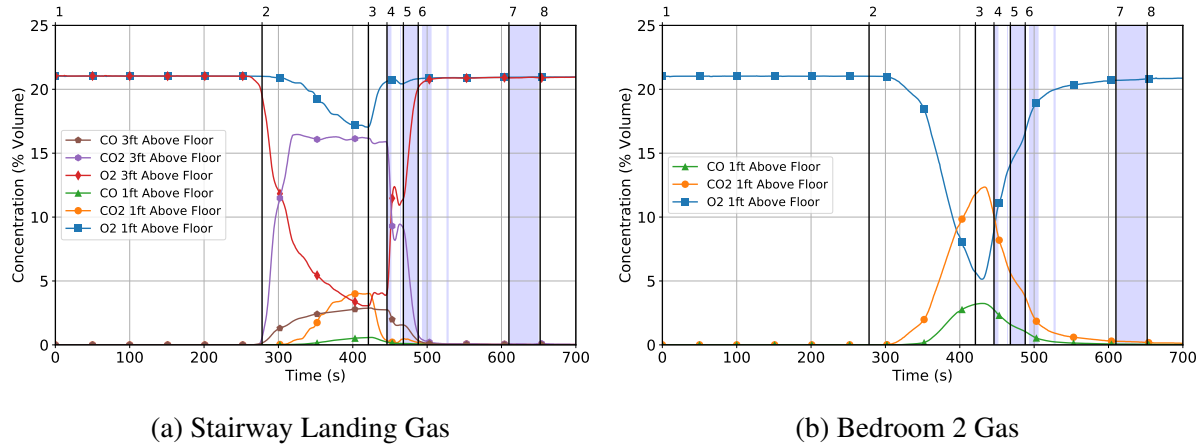 1 2 3 4 5 6 7 8
25
20
15
10
5
0
Concentration (% Volume)
CO 3ft Above Floor
CO2 3ft Above Floor
O2 3ft Above Floor
CO 1ft Above Floor
CO2 1ft Above Floor
O2 1ft Above Floor
0 100 200 300 400 500 600 700
Time (s)
(a) Stairway Landing Gas
1 2 3 4 5 6 7 8
25
20
15
10
5
0
Concentration (% Volume)
CO 1ft Above Floor
CO2 1ft Above Floor
O2 1ft Above Floor
0 100 200 300 400 500 600 700
Time (s)
(b) Bedroom 2 Gas